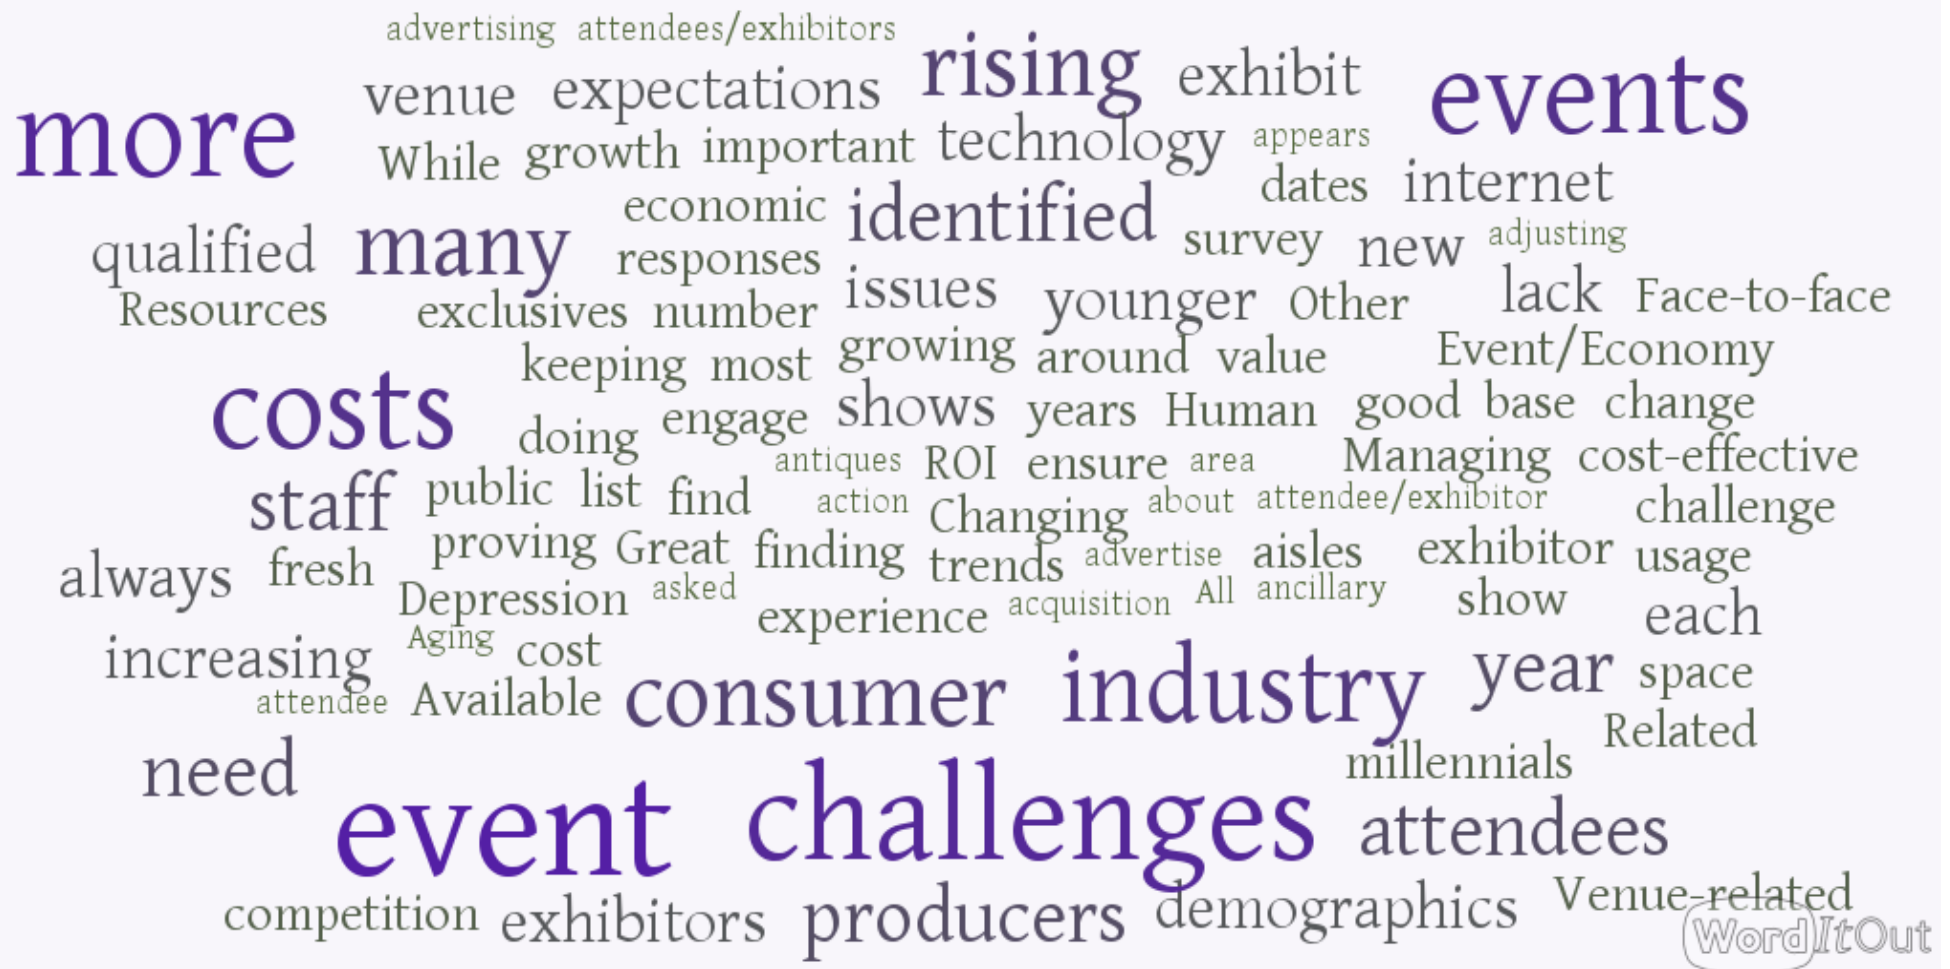 advertising attendees/exhibitors
more venue expectations rising exhibit events
While growth important technology appears
economic identified dates internet
qualified many responses survey new adjusting
Resources exclusives number issues younger Other lack Face-to-face
keeping most growing around value Event/Economy
costs doing engage shows years Human good base change
antiques ROI ensure area Managing cost-effective
staff public list find action Changing about attendee/exhibitor challenge
always fresh proving Great finding trends advertise aisles exhibitor usage
Depression asked experience acquisition All ancillary show each
increasing Aging cost
attendee Available consumer industry year space
Related
need millennials
event challenges attendees
competition exhibitors producers demographics Venue-related
WordItOut